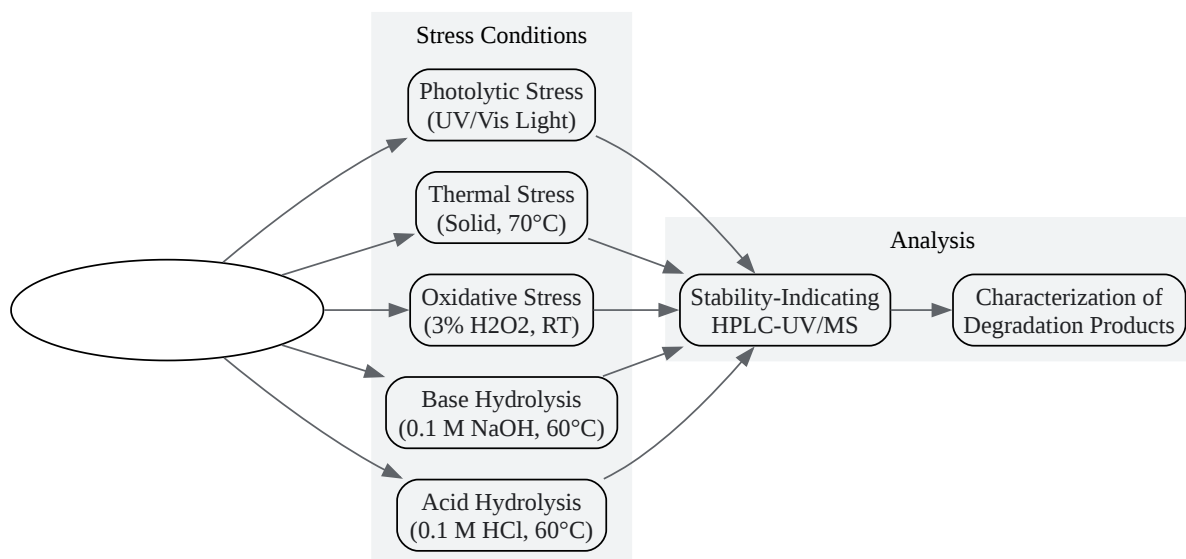 Stress Conditions
Photolytic Stress
(UV/Vis Light)
Thermal Stress
(Solid, 70°C)
Oxidative Stress
(3% H2O2, RT)
Base Hydrolysis
(0.1 M NaOH, 60°C)
Acid Hydrolysis
(0.1 M HCl, 60°C)
Analysis
Stability-Indicating
HPLC-UV/MS
Characterization of
Degradation Products